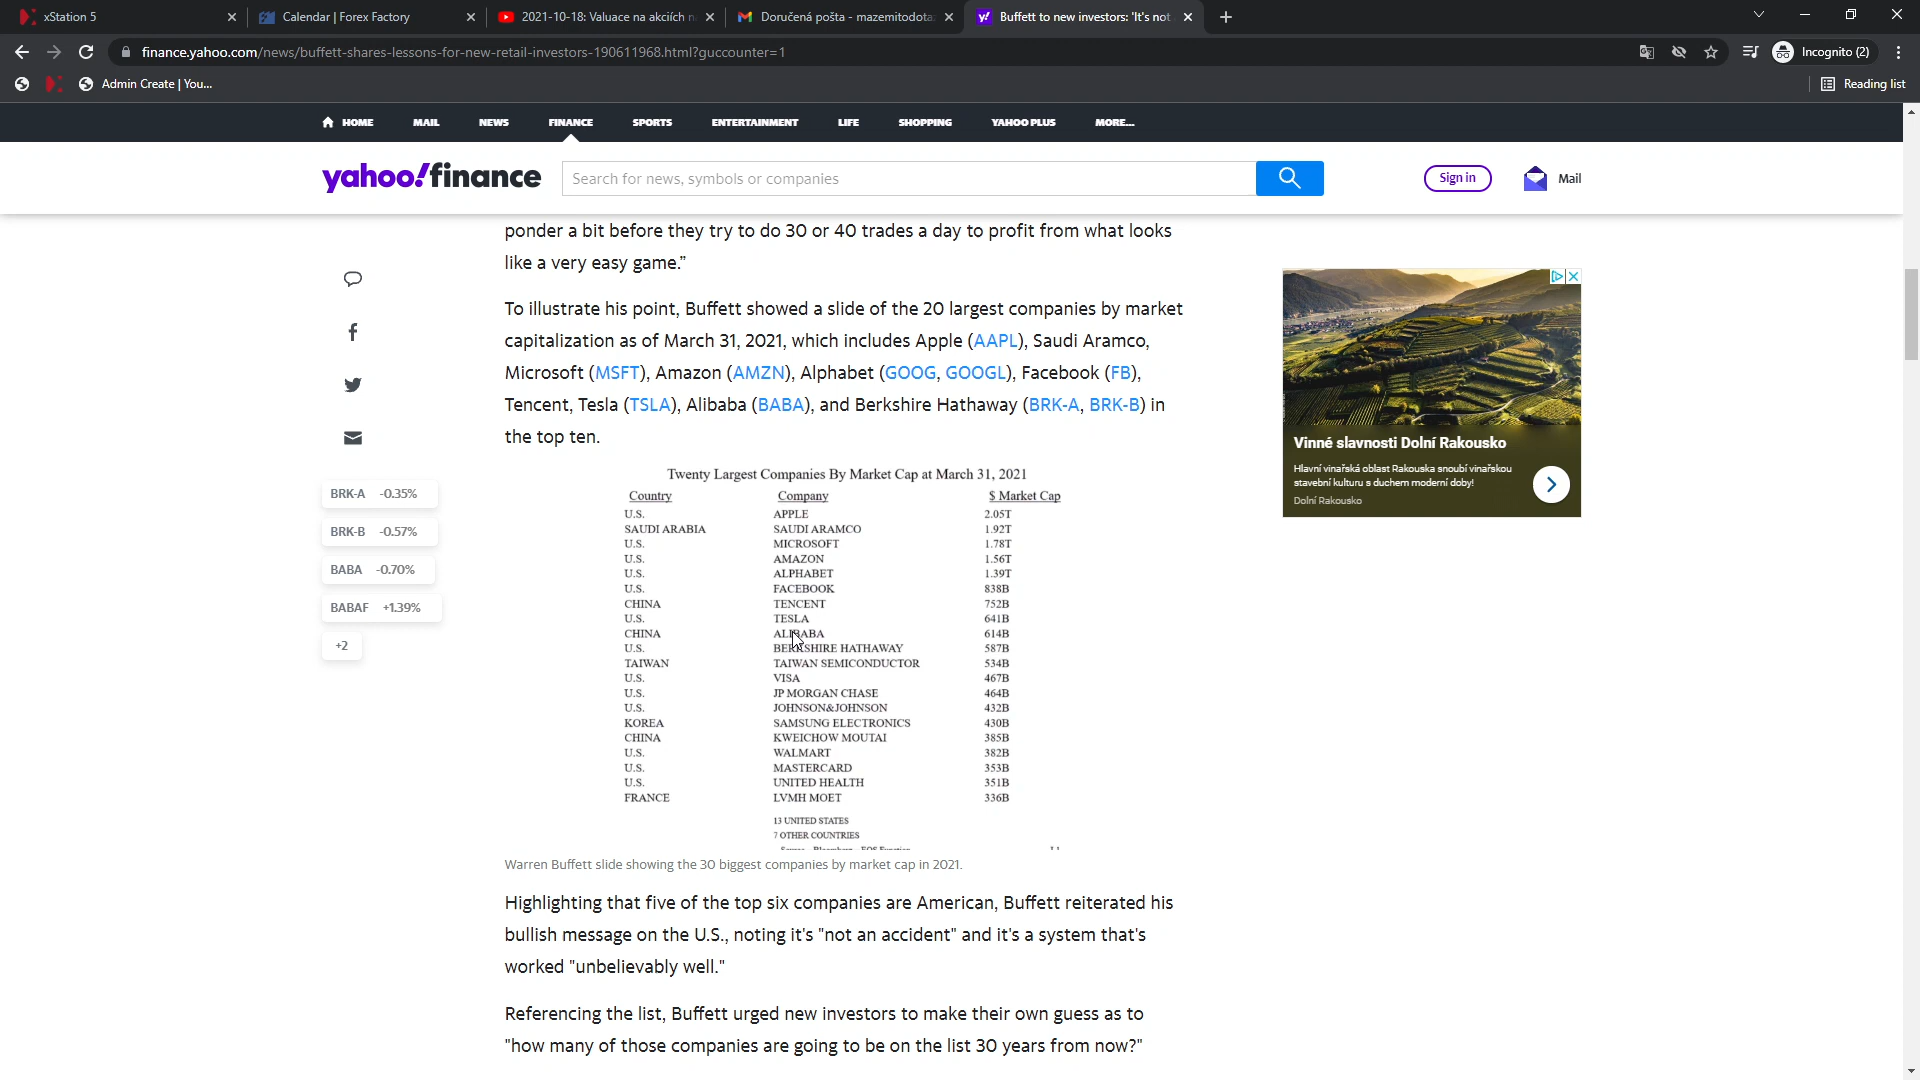 xStation 5
Calendar | Forex Factory
2021-10-18: Valuace na akciích n
Doručená pošta - mazemitodota
Buffett to new investors: 'It's not
finance.yahoo.com/news/buffett-shares-lessons-for-new-retail-investors-190611968.html?guccounter=1
Incognito (2)
Admin Create | You...
Reading list
HOME MAIL NEWS FINANCE SPORTS ENTERTAINMENT LIFE SHOPPING YAHOO PLUS MORE...
yahoo!finance
Search for news, symbols or companies
Sign in
Mail
ponder a bit before they try to do 30 or 40 trades a day to profit from what looks
like a very easy game.”
To illustrate his point, Buffett showed a slide of the 20 largest companies by market
capitalization as of March 31, 2021, which includes Apple (AAPL), Saudi Aramco,
Microsoft (MSFT), Amazon (AMZN), Alphabet (GOOG, GOOGL), Facebook (FB),
Tencent, Tesla (TSLA), Alibaba (BABA), and Berkshire Hathaway (BRK-A, BRK-B) in
the top ten.
BRK-A -0.35%
BRK-B -0.57%
BABA -0.70%
BABAF +1.39%
+2
Twenty Largest Companies By Market Cap at March 31, 2021
Country Company $ Market Cap
U.S. APPLE 2.05T
SAUDI ARABIA SAUDI ARAMCO 1.92T
U.S. MICROSOFT 1.78T
U.S. AMAZON 1.56T
U.S. ALPHABET 1.39T
U.S. FACEBOOK 838B
CHINA TENCENT 752B
U.S. TESLA 641B
CHINA ALIBABA 614B
U.S. BERKSHIRE HATHAWAY 587B
TAIWAN TAIWAN SEMICONDUCTOR 534B
U.S. VISA 467B
U.S. JP MORGAN CHASE 464B
U.S. JOHNSON&JOHNSON 432B
KOREA SAMSUNG ELECTRONICS 430B
CHINA KWEICHOW MOUTAI 385B
U.S. WALMART 382B
U.S. MASTERCARD 353B
U.S. UNITED HEALTH 351B
FRANCE LVMH MOET 336B
13 UNITED STATES
7 OTHER COUNTRIES
Warren Buffett slide showing the 30 biggest companies by market cap in 2021.
Highlighting that five of the top six companies are American, Buffett reiterated his
bullish message on the U.S., noting it's "not an accident" and it's a system that's
worked "unbelievably well."
Referencing the list, Buffett urged new investors to make their own guess as to
"how many of those companies are going to be on the list 30 years from now?"
Vinné slavnosti Dolní Rakousko
Hlavní vinařská oblast Rakouska snoubí vinařskou
stavební kulturu s duchem moderní doby!
Dolní Rakousko